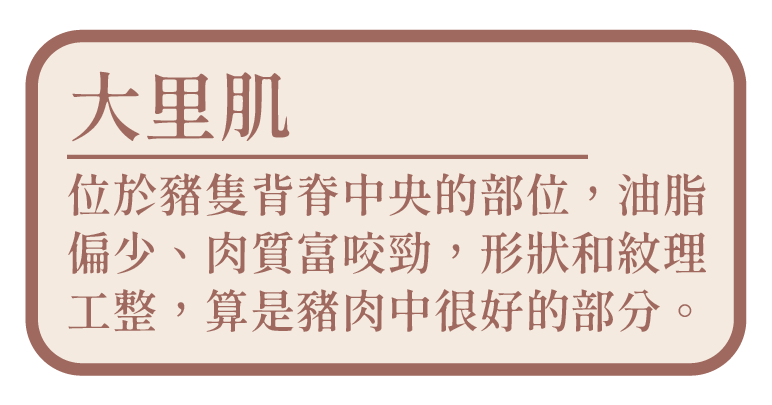 大里肌
位於豬隻背脊中央的部位，油脂
偏少、肉質富咬勁，形狀和紋理
工整，算是豬肉中很好的部分。